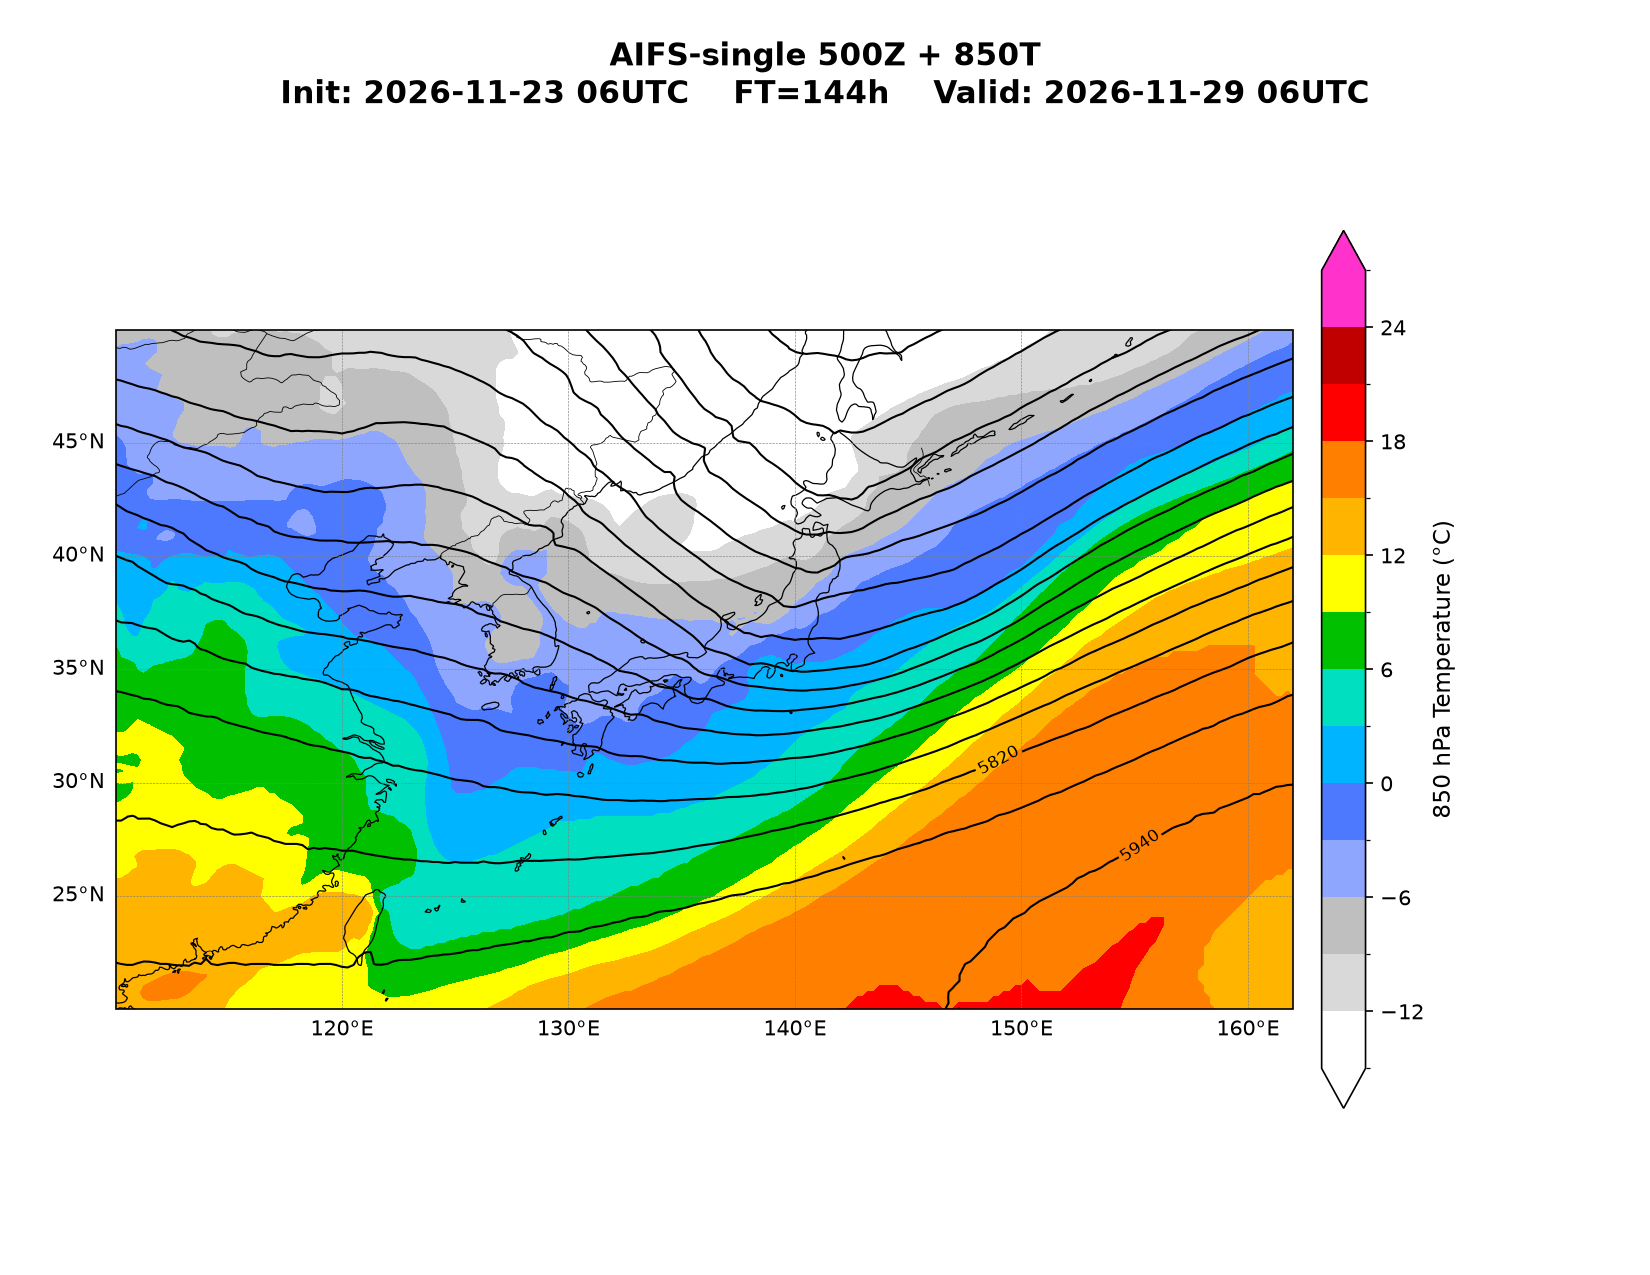 AIFS-single 500Z + 850T
Init: 2026-11-23 06UTC    FT=144h    Valid: 2026-11-29 06UTC
45°N
40°N
35°N
30°N
25°N
120°E
130°E
140°E
150°E
160°E
5820
5940
24
18
12
6
0
−6
−12
850 hPa Temperature (°C)